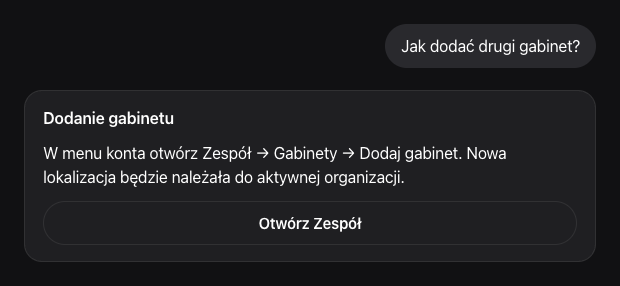 Jak dodać drugi gabinet?
Dodanie gabinetu
W menu konta otwórz Zespół → Gabinety → Dodaj gabinet. Nowa
lokalizacja będzie należała do aktywnej organizacji.
Otwórz Zespół